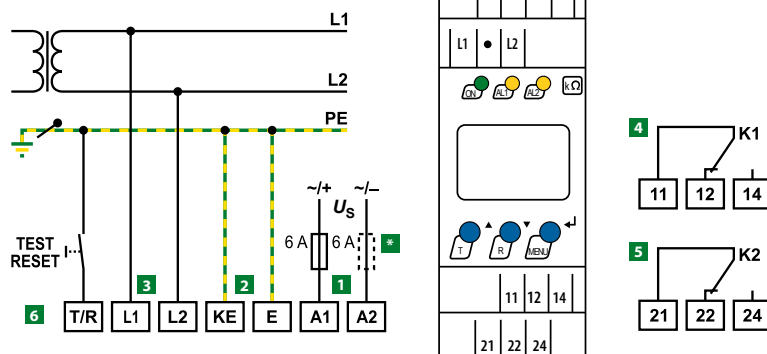 L1
L2
PE
~/+
~/–
US
6 A
6 A
*
TEST
RESET
3
2
1
6
T/R
L1
L2
KE
E
A1
A2
L1
L2
ON
AL1
AL2
kΩ
T
R
MENU
11
12
14
21
22
24
4
K1
11
12
14
5
K2
21
22
24